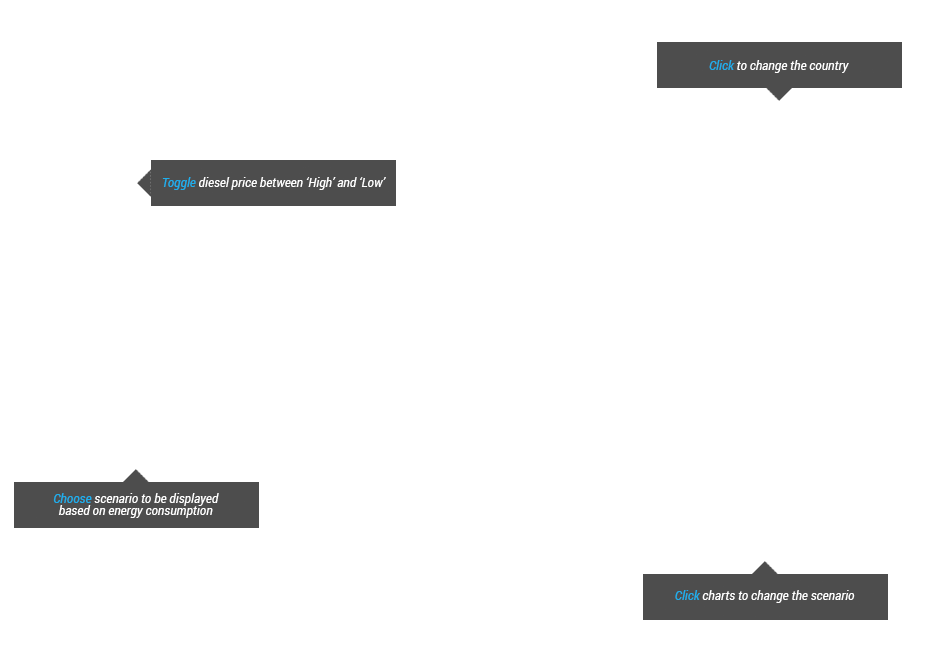 Click to change the country
Toggle diesel price between ‘High’ and ‘Low’
Choose scenario to be displayed
based on energy consumption
Click charts to change the scenario